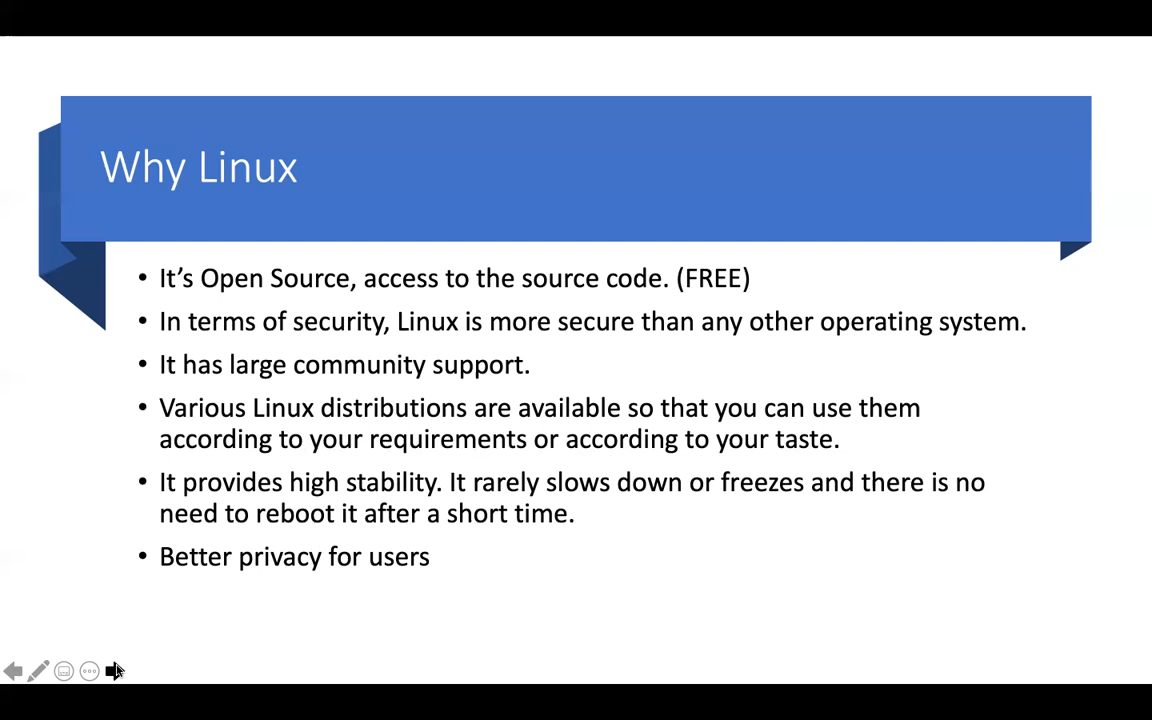 Why Linux
• It’s Open Source, access to the source code. (FREE)
• In terms of security, Linux is more secure than any other operating system.
• It has large community support.
• Various Linux distributions are available so that you can use them
according to your requirements or according to your taste.
• It provides high stability. It rarely slows down or freezes and there is no
need to reboot it after a short time.
• Better privacy for users